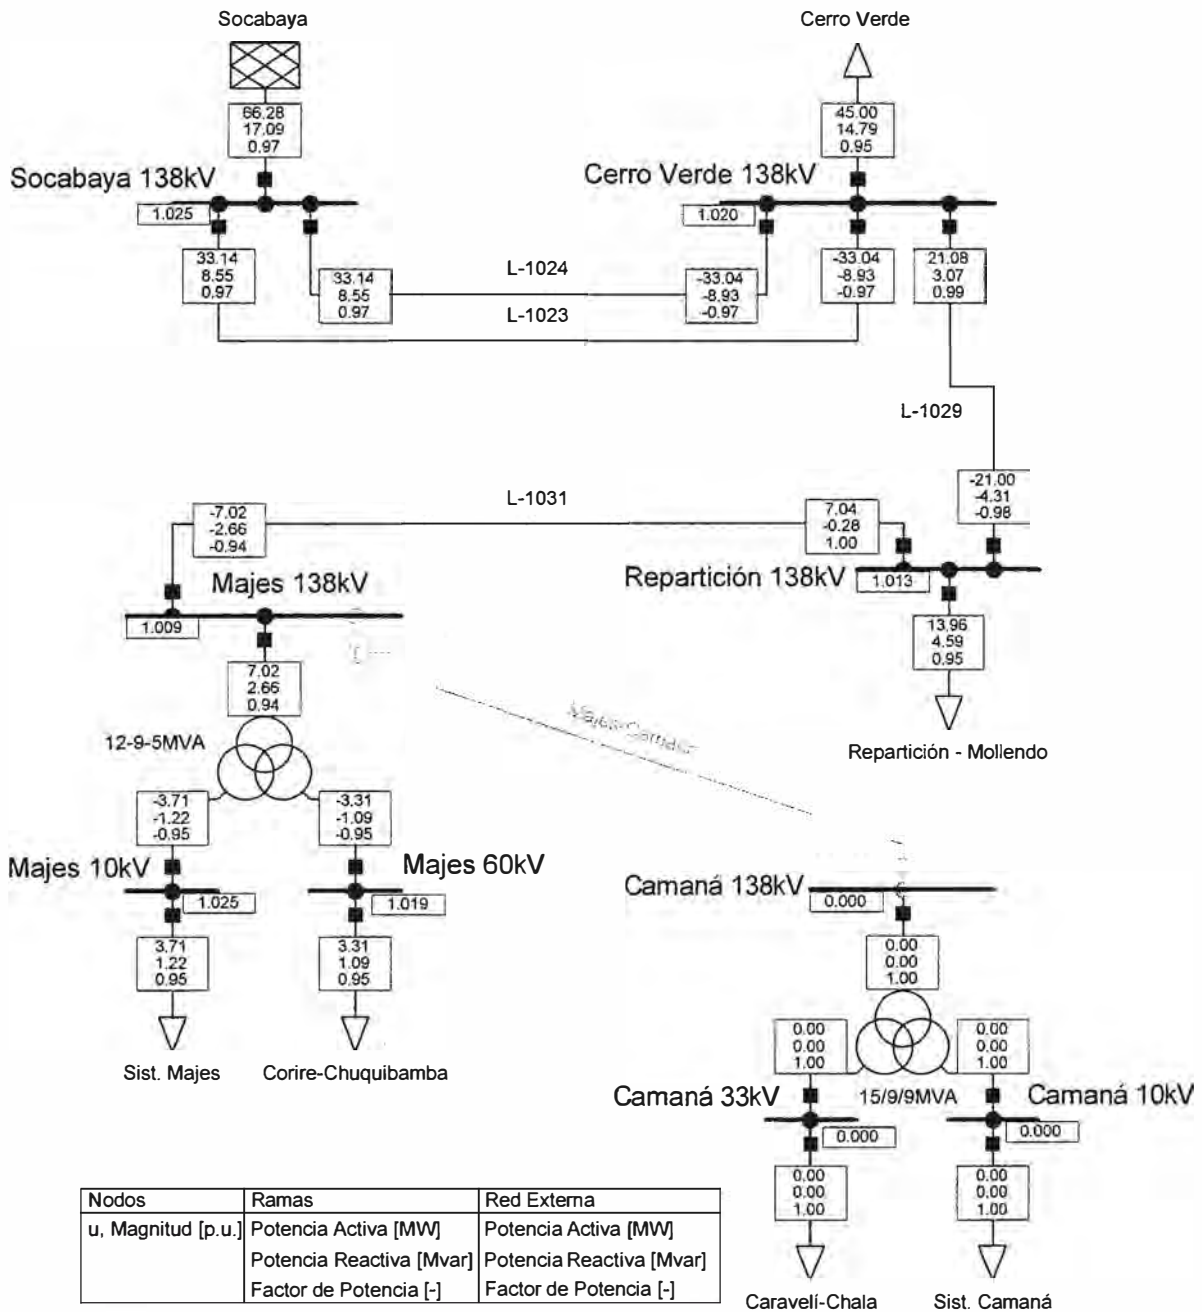 Socabaya
Cerro Verde
66.28
17.09
0.97
45.00
14.79
0.95
Socabaya 138kV
Cerro Verde 138kV
1.025
1.020
33.14
8.55
0.97
33.14
8.55
0.97
L-1024
L-1023
-33.04
-8.93
-0.97
-33.04
-8.93
-0.97
21.08
3.07
0.99
L-1029
-7.02
-2.66
-0.94
L-1031
7.04
-0.28
1.00
-21.00
-4.31
-0.98
Majes 138kV
Repartición 138kV
1.009
1.013
7.02
2.66
0.94
13.96
4.59
0.95
12-9-5MVA
Repartición - Mollendo
-3.71
-1.22
-0.95
-3.31
-1.09
-0.95
Majes 10kV
Majes 60kV
1.025
1.019
Camaná 138kV
0.000
3.71
1.22
0.95
3.31
1.09
0.95
0.00
0.00
1.00
Sist. Majes
Corire-Chuquibamba
0.00
0.00
1.00
0.00
0.00
1.00
Camaná 33kV
15/9/9MVA
Camaná 10kV
0.000
0.000
0.00
0.00
1.00
0.00
0.00
1.00
Caravelí-Chala
Sist. Camaná
Nodos Ramas Red Externa
u, Magnitud [p.u.] Potencia Activa [MW] Potencia Activa [MW]
Potencia Reactiva [Mvar] Potencia Reactiva [Mvar]
Factor de Potencia [-] Factor de Potencia [-]